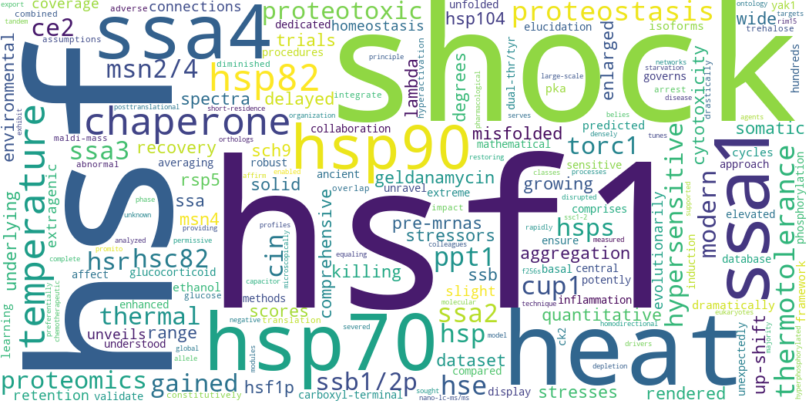 export
adverse
connections
combined
coverage
tandem
assumptions
ce2
ssa4
msn2/4
proteotoxic
dedicated
homeostasis
trials
procedures
diminished
integrate
lambda
hyperactivation
unfolded
hsp104
proteostasis
degrees
large-scale
pka
principle
serves
dual-thr/tyr
elucidation
isoforms
wide
enlarged
arrest
governs
belies
disease
ontology
targets
yak1
rim15
trehalose
networks
starvation
drastically
hundreds
environmental
hsf
shock
hsp82
delayed
spectra
chaperone
posttranslational
short-residence
maldi-mass
organization
hyperactivation
exhibit
orthologs
hsp90
collaboration
misfolded
mathematical
predicted
densely
tunes
cytotoxicity
somatic
cycles
approach
modern
temperature
extragenic
ssa3
recovery
abnormal
averaging
sch9
robust
rsp5
ssa
solid
msn4
affirm
enables
ancient
geldanamycin
overlap
unravel
extreme
growing
torc1
sensitive
classes
processes
restoring
disrupted
hypersensitive
phosphorylation
elevated
ssa1
database
thermotolerance
framework
underlying
hsf1
hsr
hsc82
phase
unknown
providing
cin
microscopically
comprehensive
impact
pre-mrnas
stressors
colleagues
comprises
ssc1-2
hsps
ensure
rapidly
aggregation
basal
central
evolutionarily
supported
induction
profiles
permissive
promote
analyzed
complete
affect
glucocorticoid
killing
ppt1
ssb
equaling
capacitor
slight
molecular
cup1
potently
f256s
measured
inflammation
technique
homodirectional
dramatically
eukaryotes
learning
preferentially
chemotherapeutic
thermal
enhanced
ethanol
glucose
methods
unveils
range
understood
global
allele
scores
translation
negative
severed
modules
model
hsp70
hsp
ssa2
quantitative
dataset
compared
ck2
drivers
depletion
heat
unexpectedly
majority
up-shift
proteomics
retention
validate
gained
constitutively
hsf1p
ssb1/2p
carboxyl-terminal
hse
sought
nano-lc-ms/ms
display
stresses
rendered
agents
pharmacological